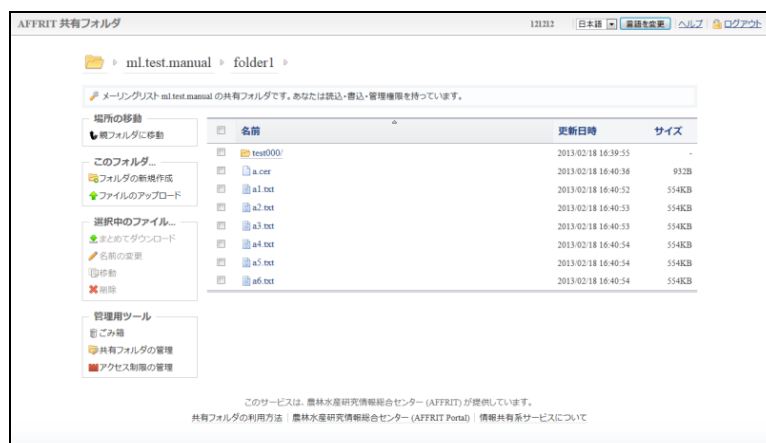 AFFRIT 共有フォルダ 121212 日本語 言語を変更 ヘルプ ログアウト
ml.test.manual folder1
メーリングリスト ml.test.manual の共有フォルダです。あなたは読込・書込・管理権限を持っています。
場所の移動
親フォルダに移動
このフォルダ...
フォルダの新規作成
ファイルのアップロード
選択中のファイル...
まとめてダウンロード
名前の変更
移動
削除
管理用ツール
ごみ箱
共有フォルダの管理
アクセス制限の管理
名前 更新日時 サイズ
test000/ 2013/02/18 16:39:55 -
a.cer 2013/02/18 16:40:36 932B
a1.txt 2013/02/18 16:40:52 554KB
a2.txt 2013/02/18 16:40:53 554KB
a3.txt 2013/02/18 16:40:53 554KB
a4.txt 2013/02/18 16:40:54 554KB
a5.txt 2013/02/18 16:40:54 554KB
a6.txt 2013/02/18 16:40:54 554KB
このサービスは、農林水産研究情報総合センター (AFFRIT) が提供しています。
共有フォルダの利用方法 農林水産研究情報総合センター (AFFRIT Portal) 情報共有系サービスについて